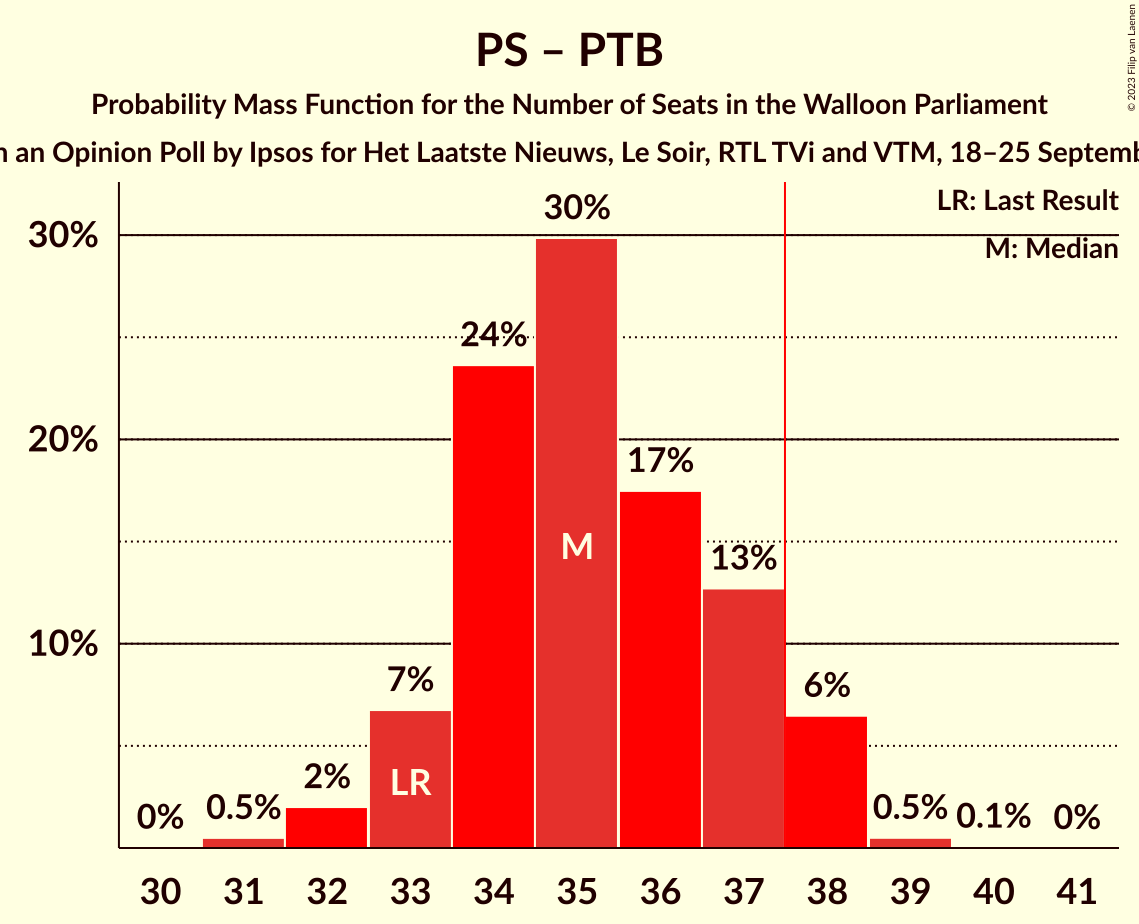 PS – PTB
Probability Mass Function for the Number of Seats in the Walloon Parliament
an Opinion Poll by Ipsos for Het Laatste Nieuws, Le Soir, RTL TVi and VTM, 18–25
© 2023 Filip van Laenen
LR: Last Result
M: Median
30%
20%
10%
0%
0.5%
2%
7%
24%
30%
17%
13%
6%
0.5%
0.1%
0%
LR
M
30 31 32 33 34 35 36 37 38 39 40 41